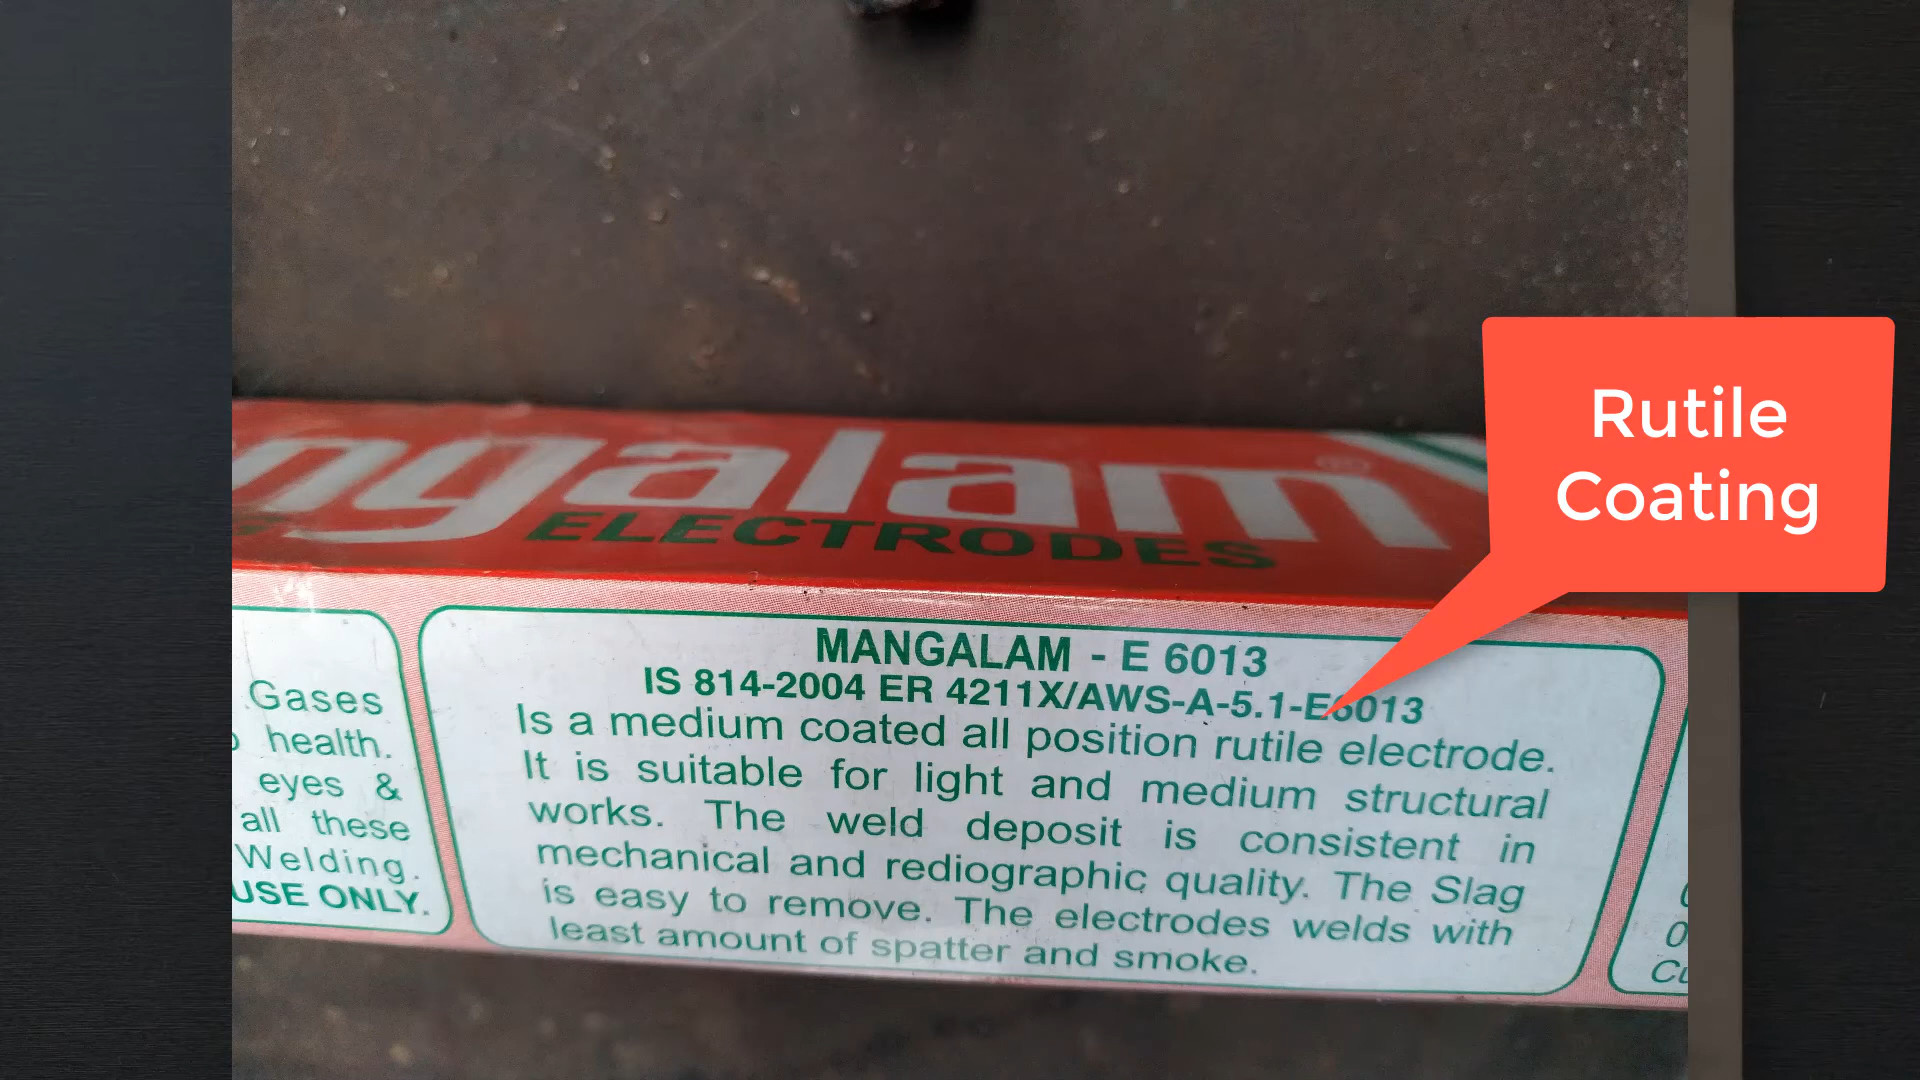 Rutile
Coating
ngalam®
ELECTRODES
Gases
health.
eyes &
all these
Welding.
USE ONLY.
MANGALAM - E 6013
IS 814-2004 ER 4211X/AWS-A-5.1-E6013
Is a medium coated all position rutile electrode.
It is suitable for light and medium structural
works. The weld deposit is consistent in
mechanical and rediographic quality. The Slag
is easy to remove. The electrodes welds with
least amount of spatter and smoke.